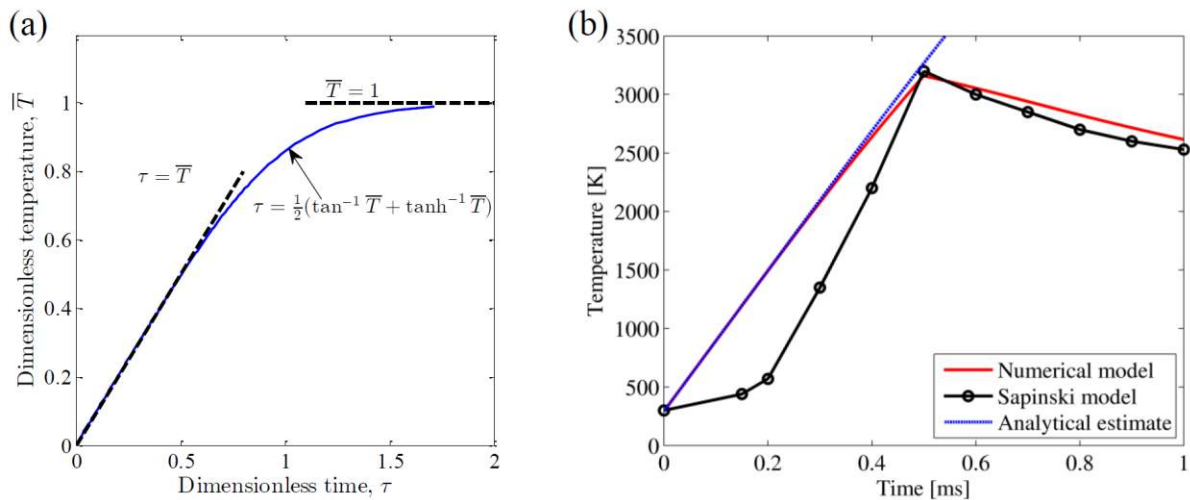 (a)
1
0.8
0.6
0.4
0.2
0
0
0.5
1
1.5
2
Dimensionless temperature, T̅
Dimensionless time, τ
T̅ = 1
τ = T̅
τ = ½(tan⁻¹ T̅ + tanh⁻¹ T̅)
(b)
3500
3000
2500
2000
1500
1000
500
0
0
0.2
0.4
0.6
0.8
1
Temperature [K]
Time [ms]
Numerical model
Sapinski model
Analytical estimate